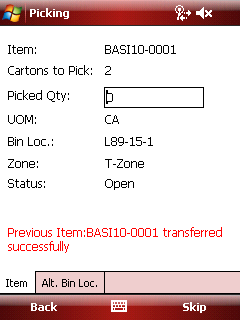 Picking
Item: BASI10-0001
Cartons to Pick: 2
Picked Qty:
UOM: CA
Bin Loc.: L89-15-1
Zone: T-Zone
Status: Open
Previous Item:BASI10-0001 transferred
successfully
Item Alt. Bin Loc.
Back Skip